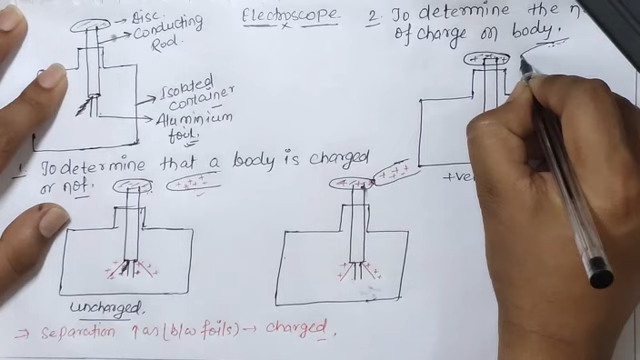 Electroscope.
Disc
Conducting
Rod.
Isolated
container
Aluminium
foil.
1. To determine that a body is charged
or not.
uncharged.
⇒ Separation ↑ as (b/w foils) → charged.
2. To determine the
of charge on body.
+ve